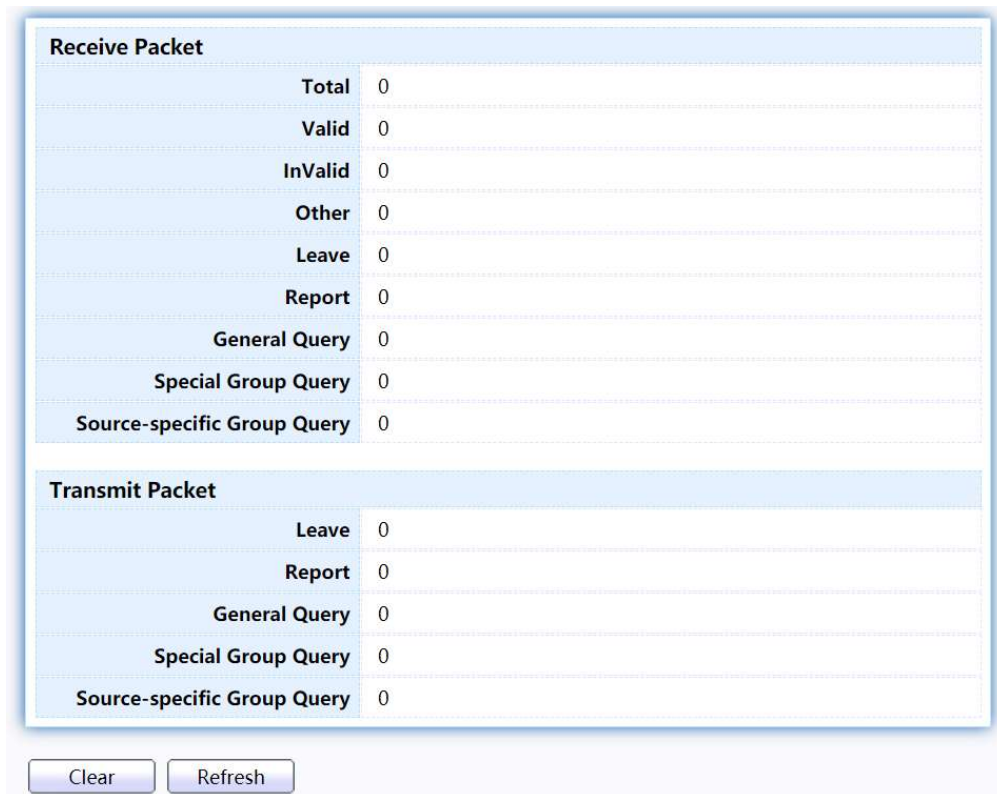 Receive Packet
Total 0
Valid 0
InValid 0
Other 0
Leave 0
Report 0
General Query 0
Special Group Query 0
Source-specific Group Query 0
Transmit Packet
Leave 0
Report 0
General Query 0
Special Group Query 0
Source-specific Group Query 0
Clear Refresh